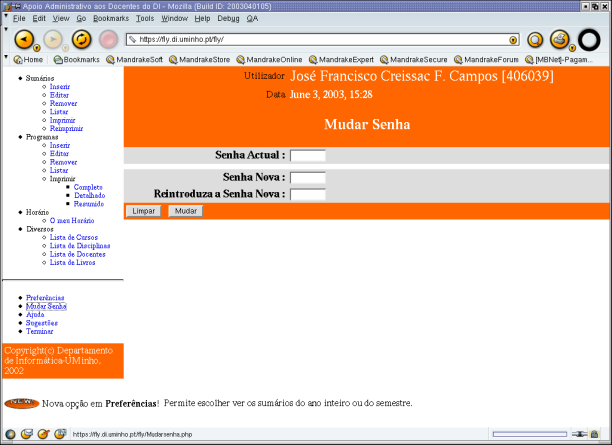 Apoio Administrativo aos Docentes do DI - Mozilla {Build ID: 2003040105}
File Edit View Go Bookmarks Tools Window Help Debug QA
https://fly.di.uminho.pt/fly/
Home Bookmarks MandrakeSoft MandrakeStore MandrakeOnline MandrakeExpert MandrakeSecure MandrakeForum [MBNet]-Pagam...
Sumários
Inserir
Editar
Remover
Listar
Imprimir
Reimprimir
Programas
Inserir
Editar
Remover
Listar
Imprimir
Completo
Detalhado
Resumido
Horário
O meu Horário
Diversos
Lista de Cursos
Lista de Disciplinas
Lista de Docentes
Lista de Livros
Preferências
Mudar Senha
Ajuda
Sugestões
Terminar
Copyright(c) Departamento
de Informática-UMinho,
2002
Utilizador José Francisco Creissac F. Campos [406039]
Data June 3, 2003, 15:28
Mudar Senha
Senha Actual :
Senha Nova :
Reintroduza a Senha Nova :
Limpar Mudar
Nova opção em Preferências! Permite escolher ver os sumários do ano inteiro ou do semestre.
https://fly.di.uminho.pt/fly/Mudarsenha.php